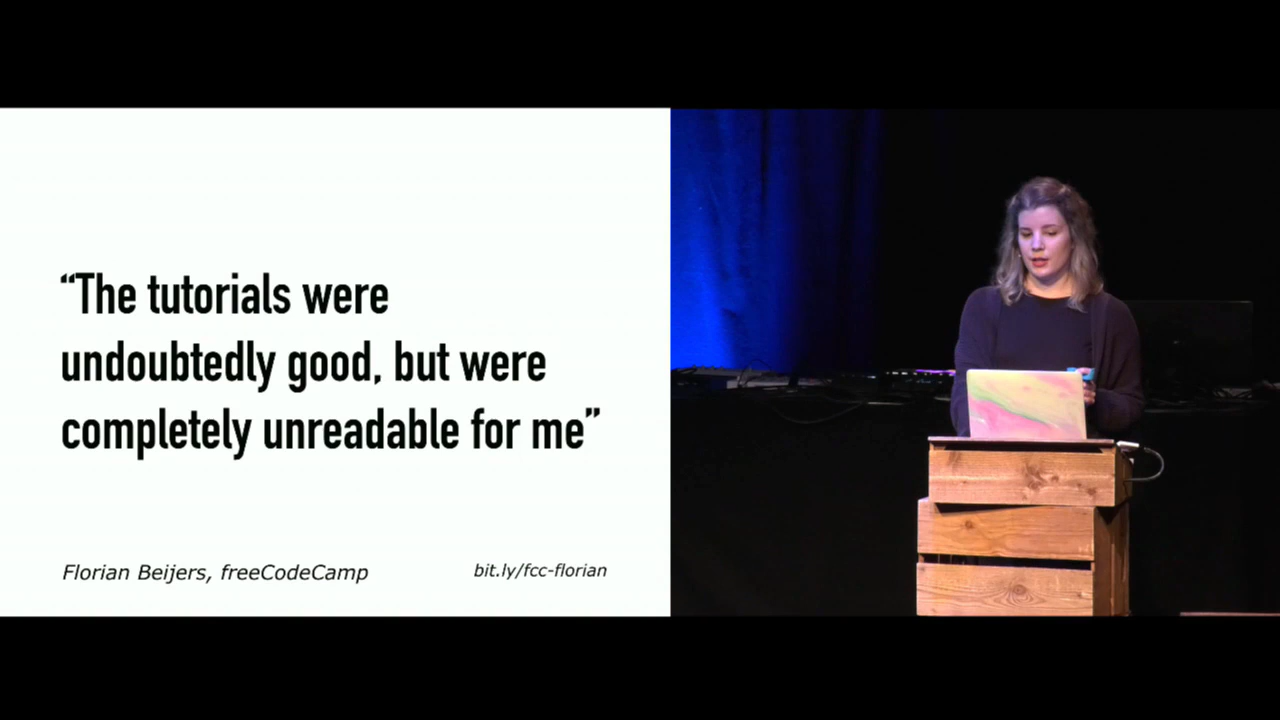 “The tutorials were
undoubtedly good, but were
completely unreadable for me”
Florian Beijers, freeCodeCamp
bit.ly/fcc-florian